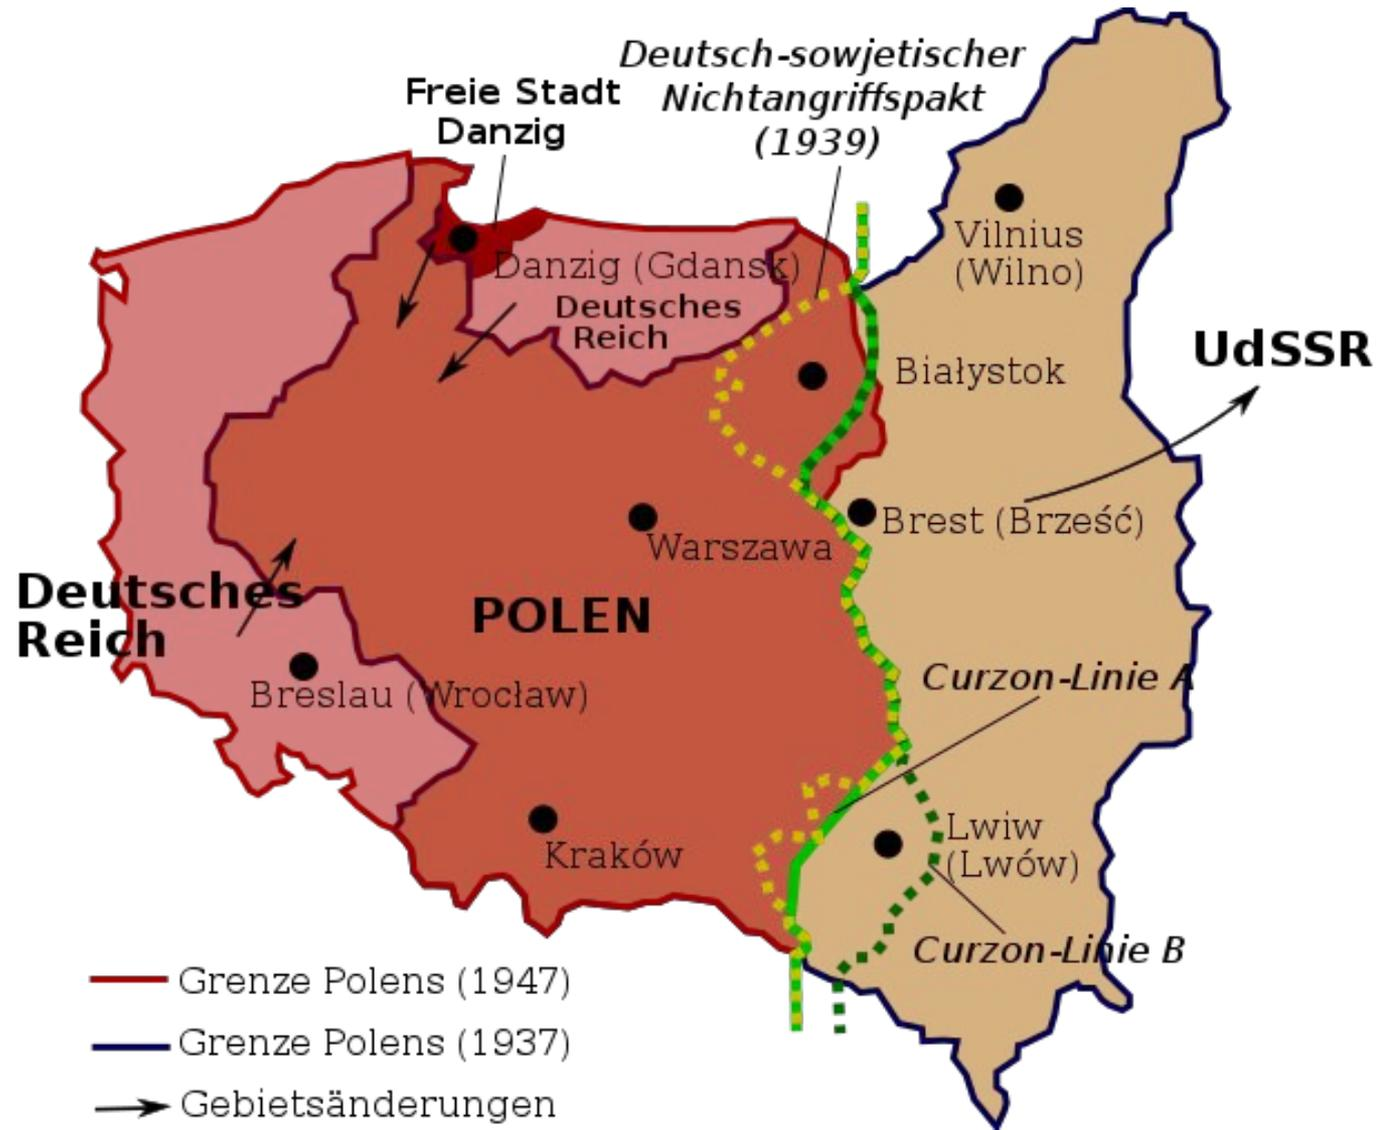 Deutsch-sowjetischer
Nichtangriffspakt
(1939)
Freie Stadt
Danzig
Vilnius
(Wilno)
Danzig (Gdansk)
Deutsches
Reich
UdSSR
Białystok
Brest (Brześć)
Warszawa
Deutsches
Reich
POLEN
Curzon-Linie A
Breslau (Wrocław)
Lwiw
(Lwów)
Kraków
Curzon-Linie B
Grenze Polens (1947)
Grenze Polens (1937)
Gebietsänderungen